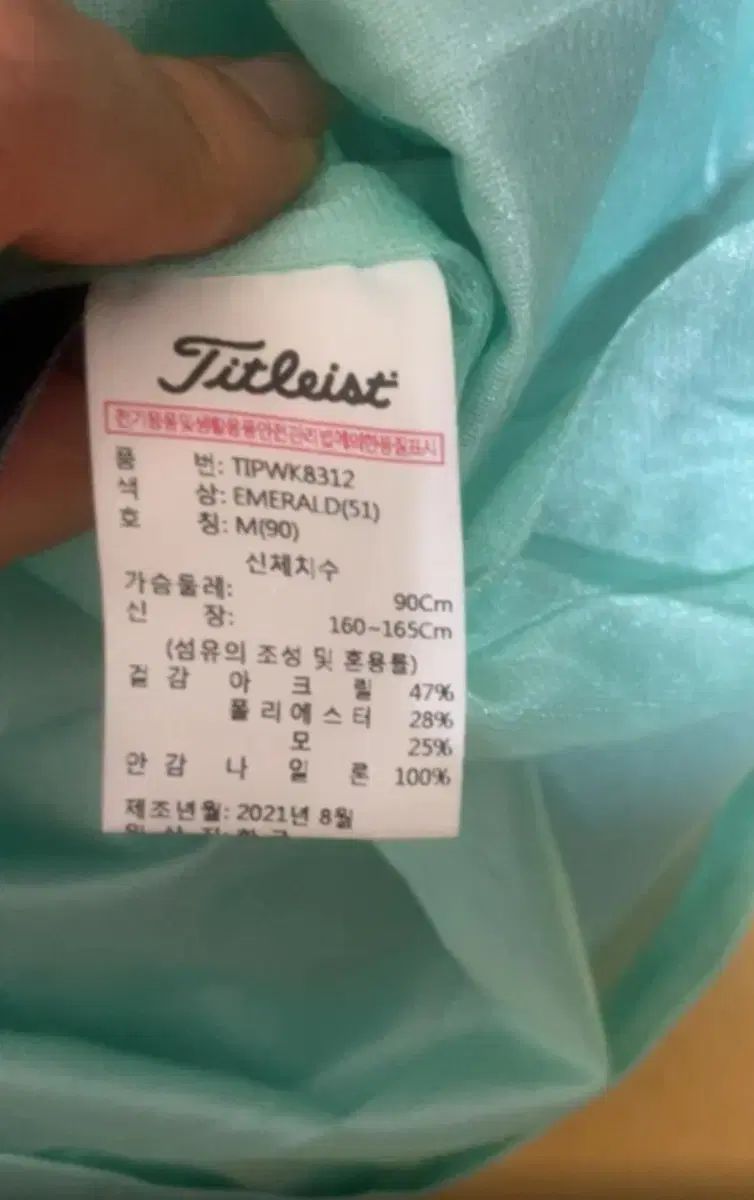 Titleist
전기용품및생활용품안전관리법에의한품질표시
품 번: TIPWK8312
색 상: EMERALD(51)
호 칭: M(90)
신체치수
가슴둘레: 90Cm
신 장: 160~165Cm
(섬유의 조성 및 혼용률)
겉감 아크릴 47%
폴리에스터 28%
모 25%
안감 나일론 100%
제조년월: 2021년 8월